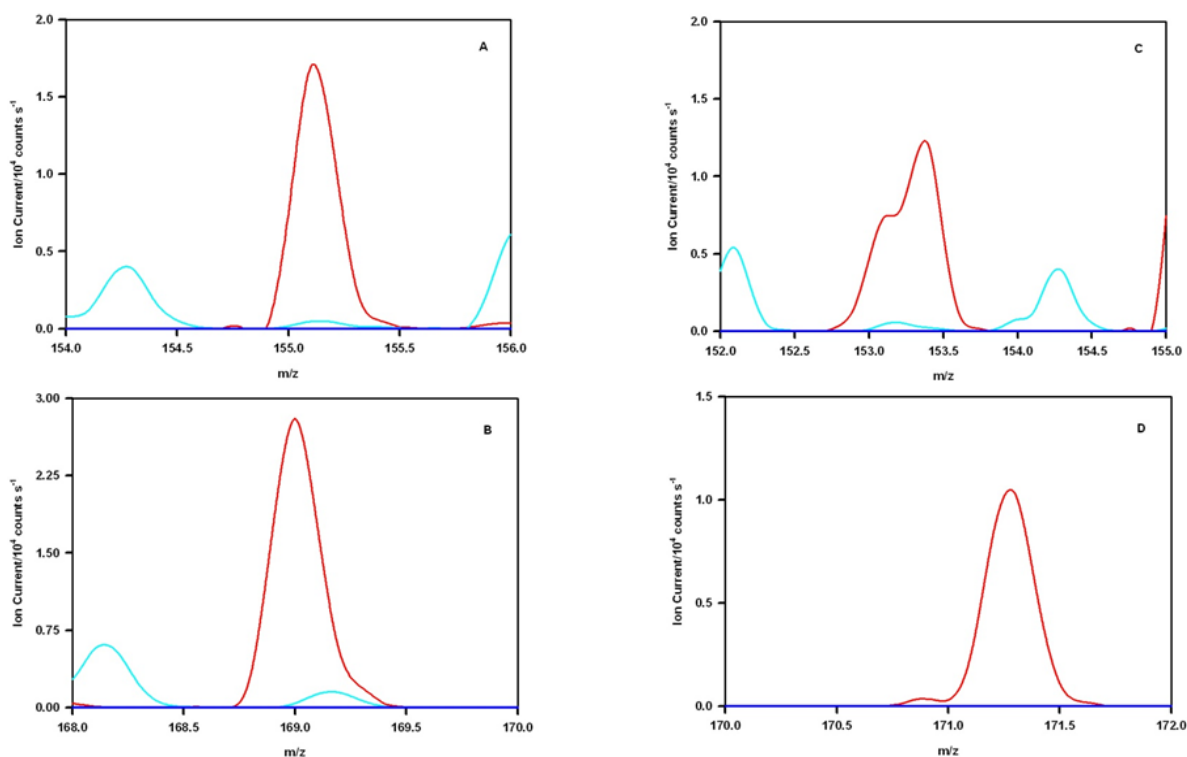 A
Ion Current/10⁴ counts s⁻¹
2.0
1.5
1.0
0.5
0.0
154.0 154.5 155.0 155.5 156.0
m/z
C
Ion Current/10⁴ counts s⁻¹
2.0
1.5
1.0
0.5
0.0
152.0 152.5 153.0 153.5 154.0 154.5 155.0
m/z
B
Ion Current/10⁴ counts s⁻¹
3.00
2.25
1.50
0.75
0.00
168.0 168.5 169.0 169.5 170.0
m/z
D
Ion Current/10⁴ counts s⁻¹
1.5
1.0
0.5
0.0
170.0 170.5 171.0 171.5 172.0
m/z